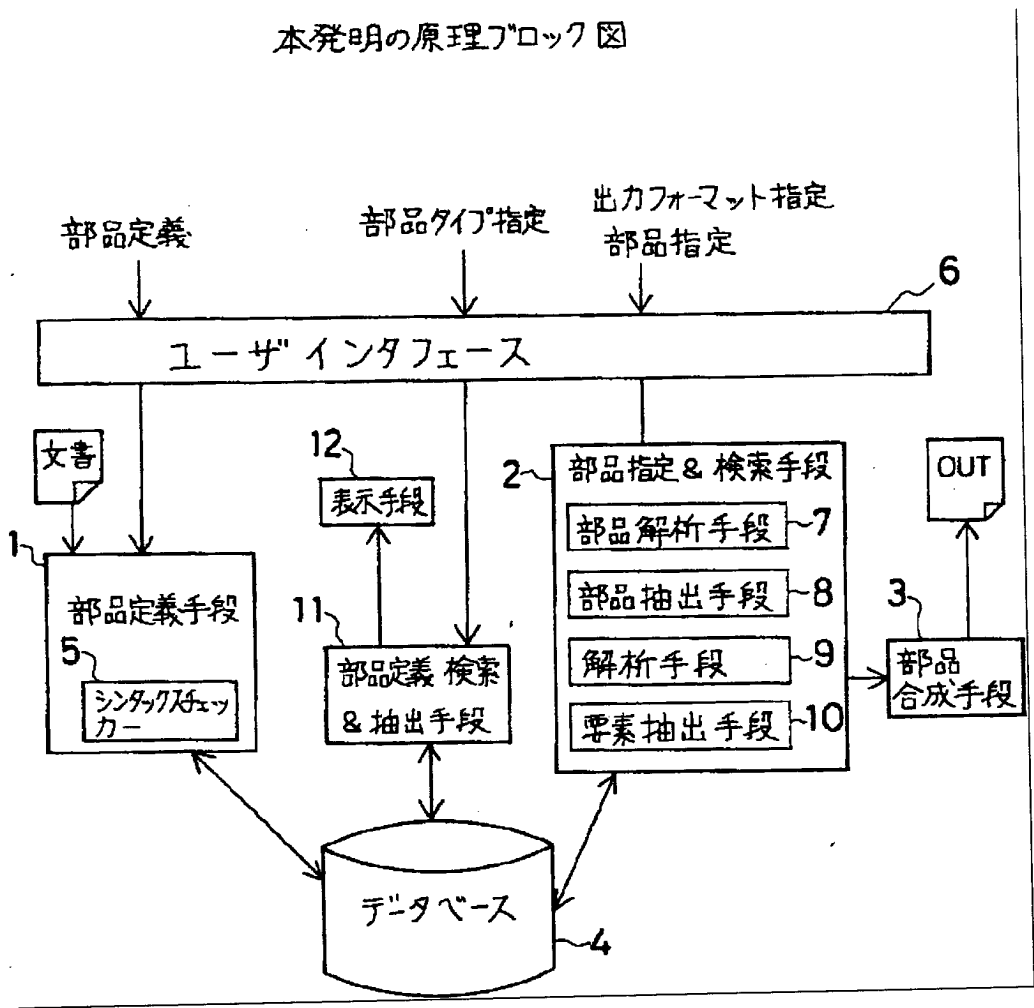 本発明の原理ブロック図
部品定義
部品タイプ指定
出力フォーマット指定
部品指定
6
ユーザインタフェース
文書
12
表示手段
2
部品指定&検索手段
OUT
部品解析手段
7
1
部品定義手段
部品抽出手段
8
11
3
5
シンタックスチェッ
カー
部品定義検索
&抽出手段
解析手段
9
部品
合成手段
要素抽出手段
10
データベース
4